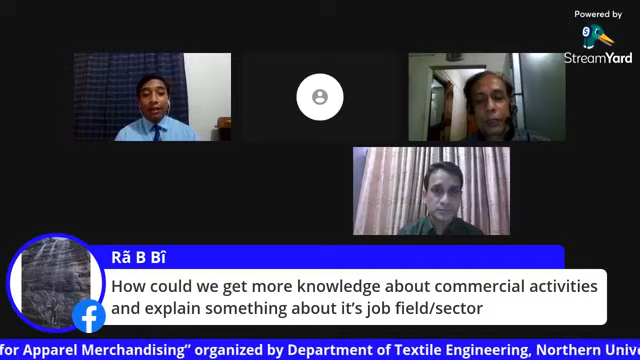 Powered by
StreamYard
Rã B Bî
How could we get more knowledge about commercial activities
and explain something about it's job field/sector
for Apparel Merchandising” organized by Department of Textile Engineering, Northern